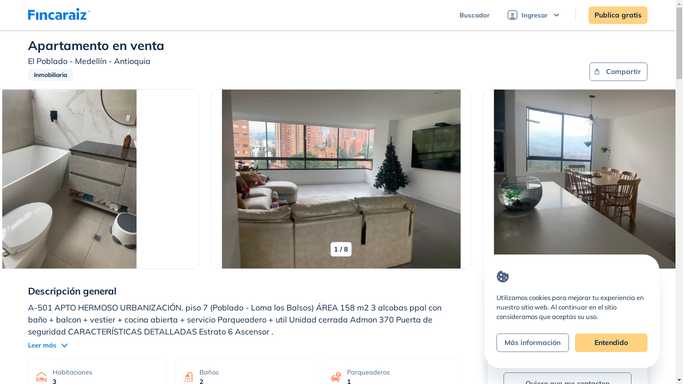 Fincaraiz
Buscador
Ingresar
Publica gratis
Apartamento en venta
El Poblado - Medellín - Antioquia
Inmobiliaria
Compartir
1 / 8
Descripción general
A-501 APTO HERMOSO URBANIZACIÓN. piso 7 (Poblado - Loma los Balsos) ÁREA 158 m2 3 alcobas ppal con
baño + balcon + vestier + cocina abierta + servicio Parqueadero + util Unidad cerrada Admon 370 Puerta de
seguridad CARACTERÍSTICAS DETALLADAS Estrato 6 Ascensor .
Leer más
Habitaciones
3
Baños
2
Parqueaderos
1
Utilizamos cookies para mejorar tu experiencia en
nuestro sitio web. Al continuar en el sitio
consideramos que aceptas su uso.
Más información
Entendido
Quiero que me contacten